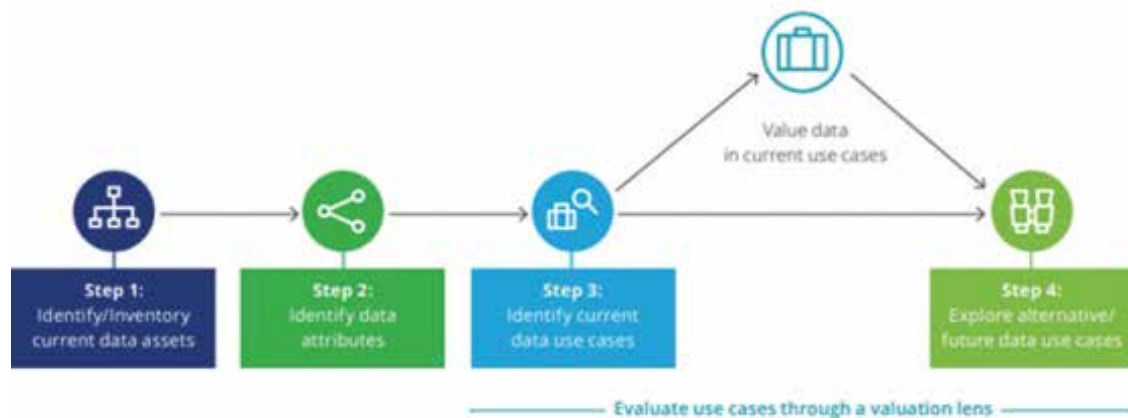 Value data
in current use cases
Step 1:
Identify/Inventory
current data assets
Step 2:
Identify data
attributes
Step 3:
Identify current
data use cases
Step 4:
Explore alternative/
future data use cases
Evaluate use cases through a valuation lens